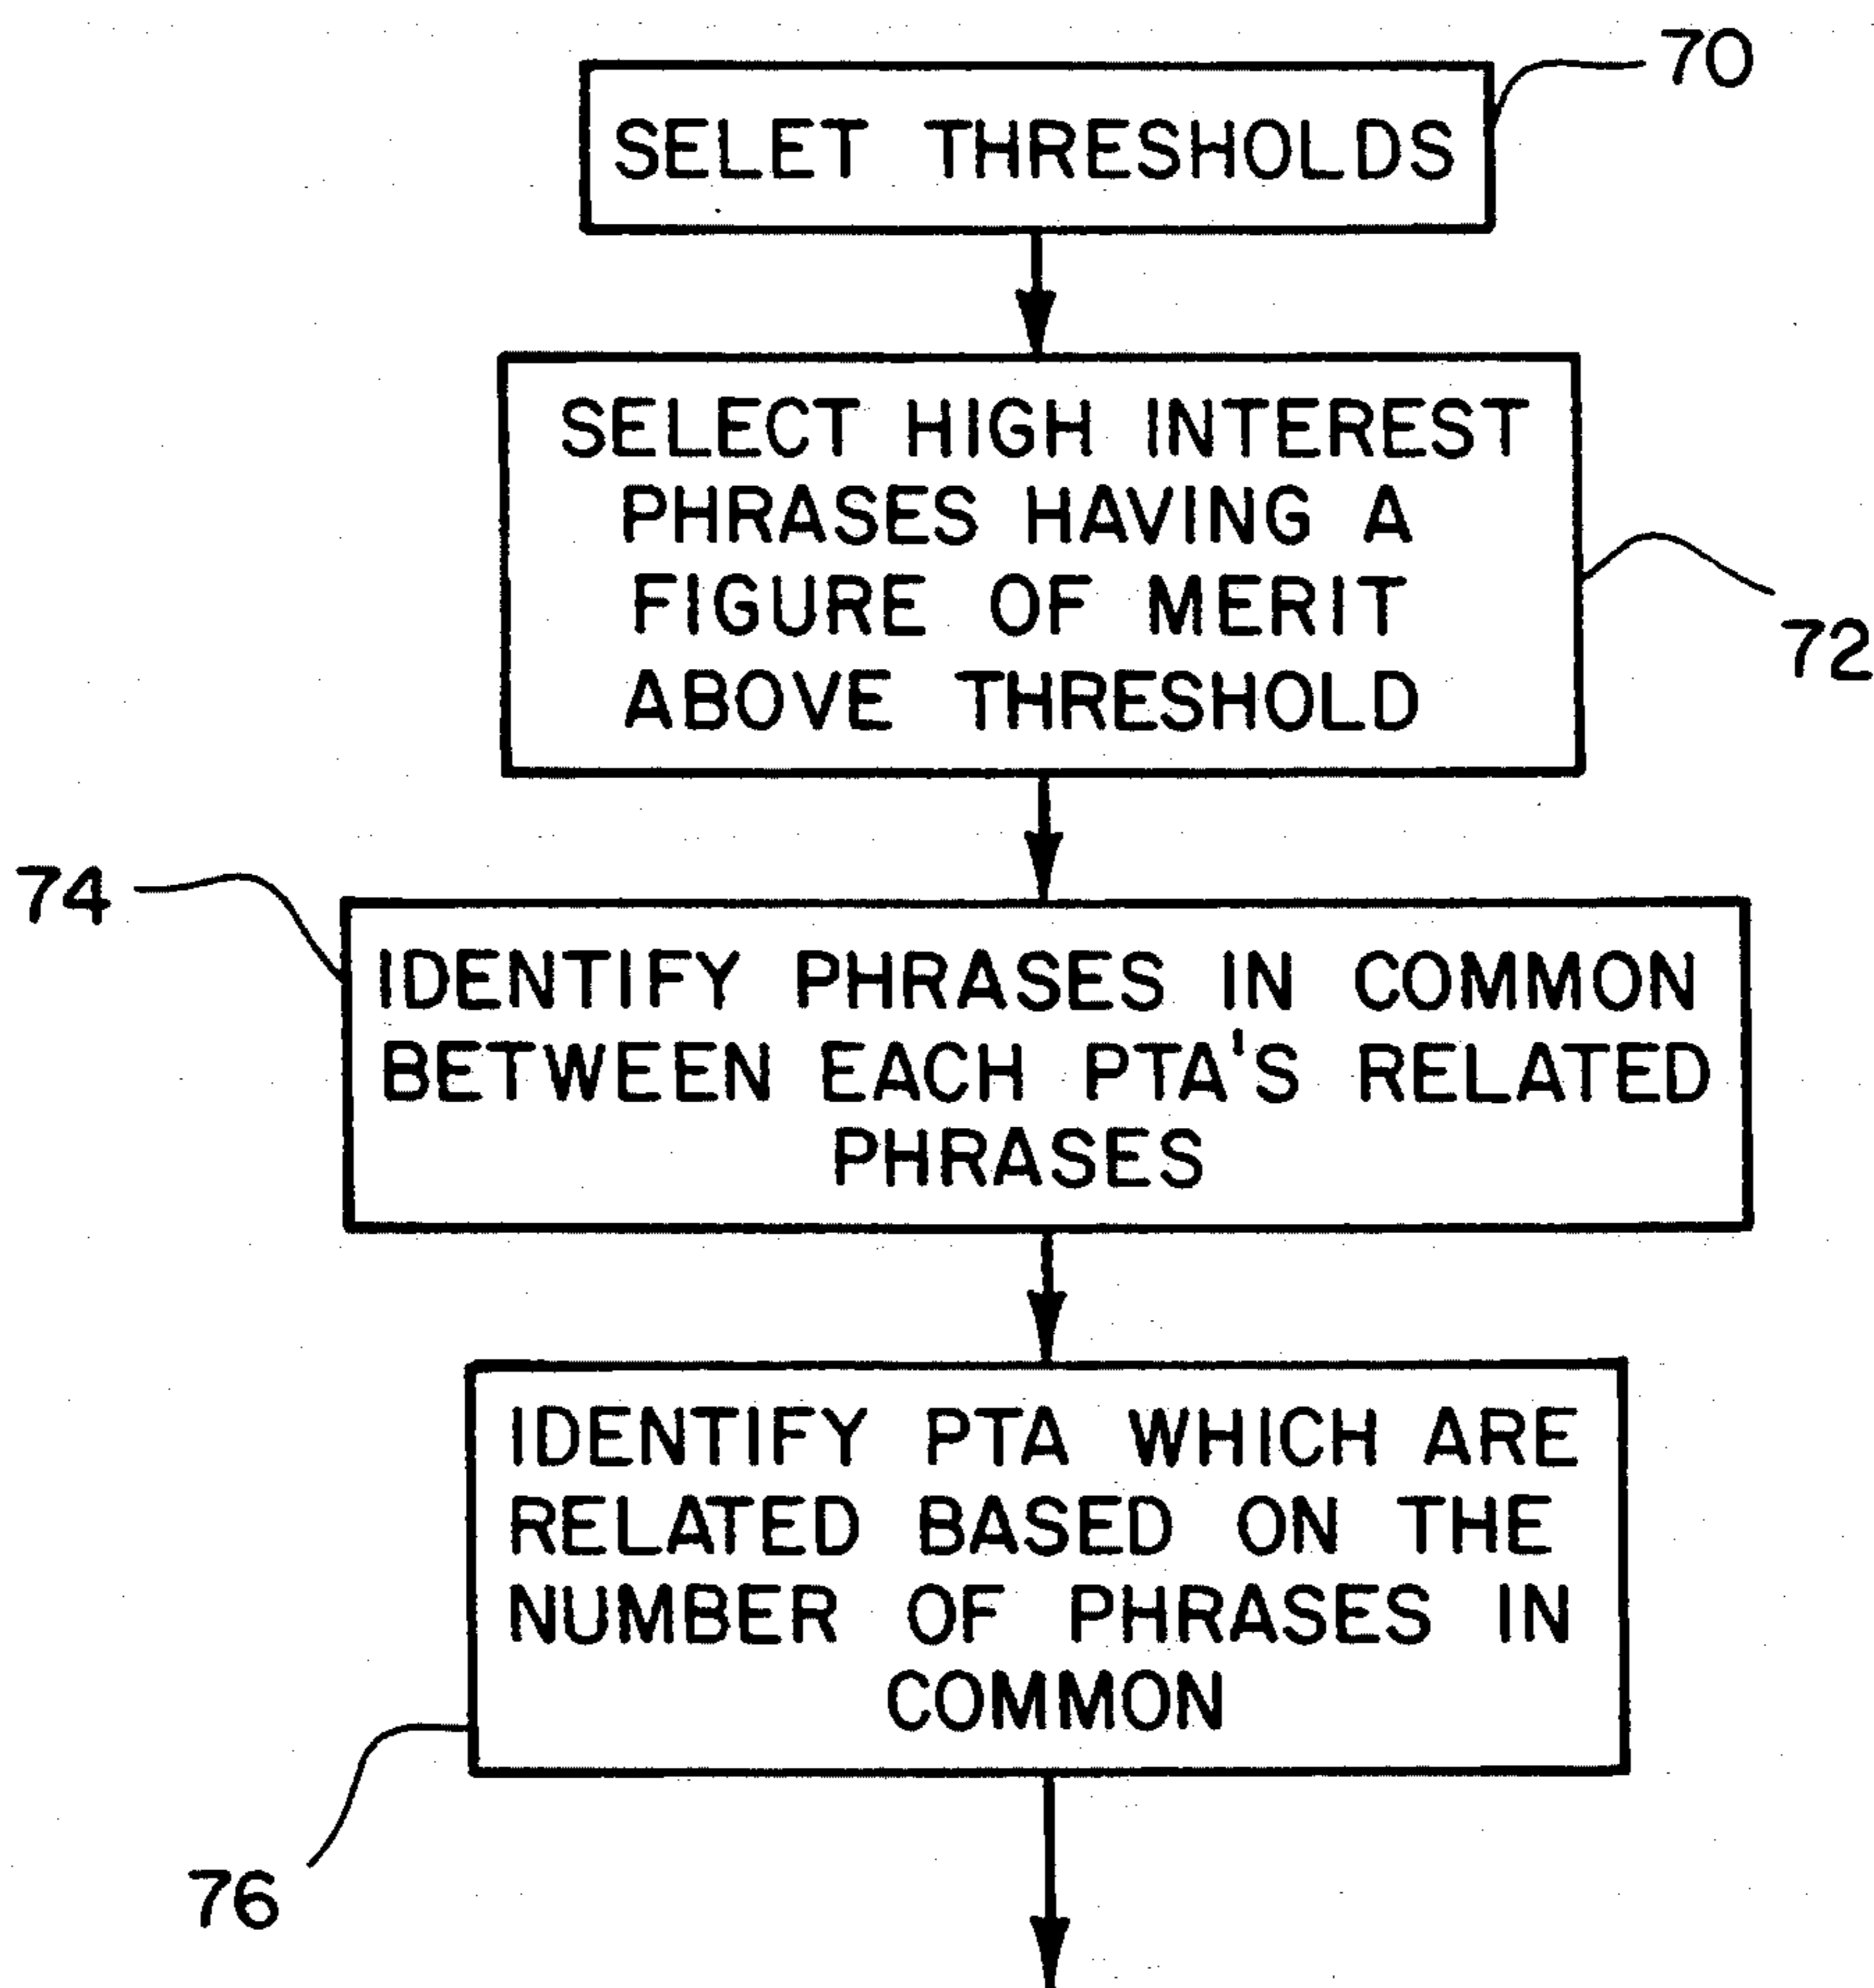 70
SELET THRESHOLDS
SELECT HIGH INTEREST
PHRASES HAVING A
FIGURE OF MERIT
ABOVE THRESHOLD
72
74
IDENTIFY PHRASES IN COMMON
BETWEEN EACH PTA'S RELATED
PHRASES
IDENTIFY PTA WHICH ARE
RELATED BASED ON THE
NUMBER OF PHRASES IN
COMMON
76